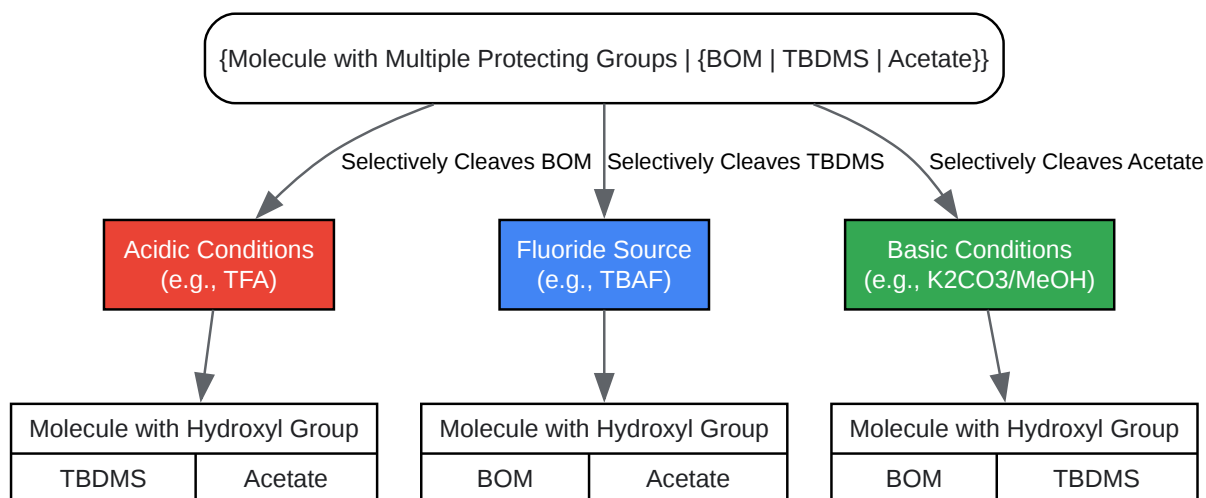 {Molecule with Multiple Protecting Groups | {BOM | TBDMS | Acetate}}
Selectively Cleaves BOM
Selectively Cleaves TBDMS
Selectively Cleaves Acetate
Acidic Conditions
(e.g., TFA)
Fluoride Source
(e.g., TBAF)
Basic Conditions
(e.g., K2CO3/MeOH)
Molecule with Hydroxyl Group
TBDMS
Acetate
Molecule with Hydroxyl Group
BOM
Acetate
Molecule with Hydroxyl Group
BOM
TBDMS